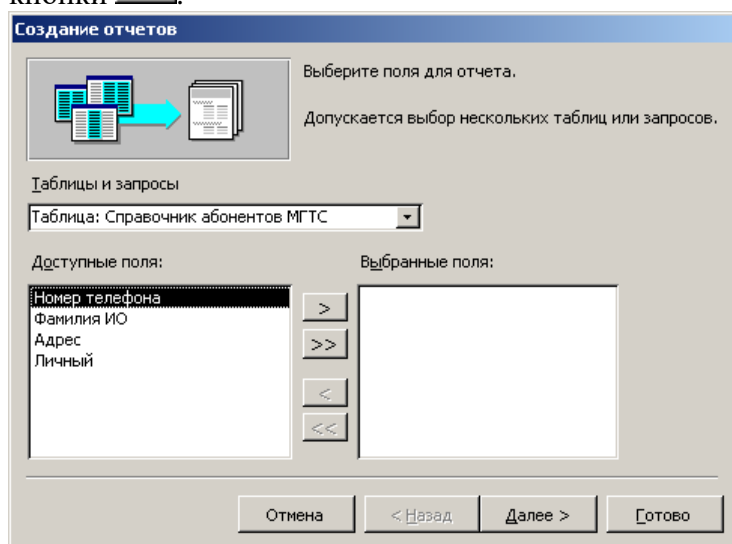 кнопки .
Создание отчетов
Выберите поля для отчета.
Допускается выбор нескольких таблиц или запросов.
Таблицы и запросы
Таблица: Справочник абонентов МГТС
Доступные поля:
Выбранные поля:
Номер телефона
Фамилия ИО
Адрес
Личный
>
>>
<
<<
Отмена
< Назад
Далее >
Готово